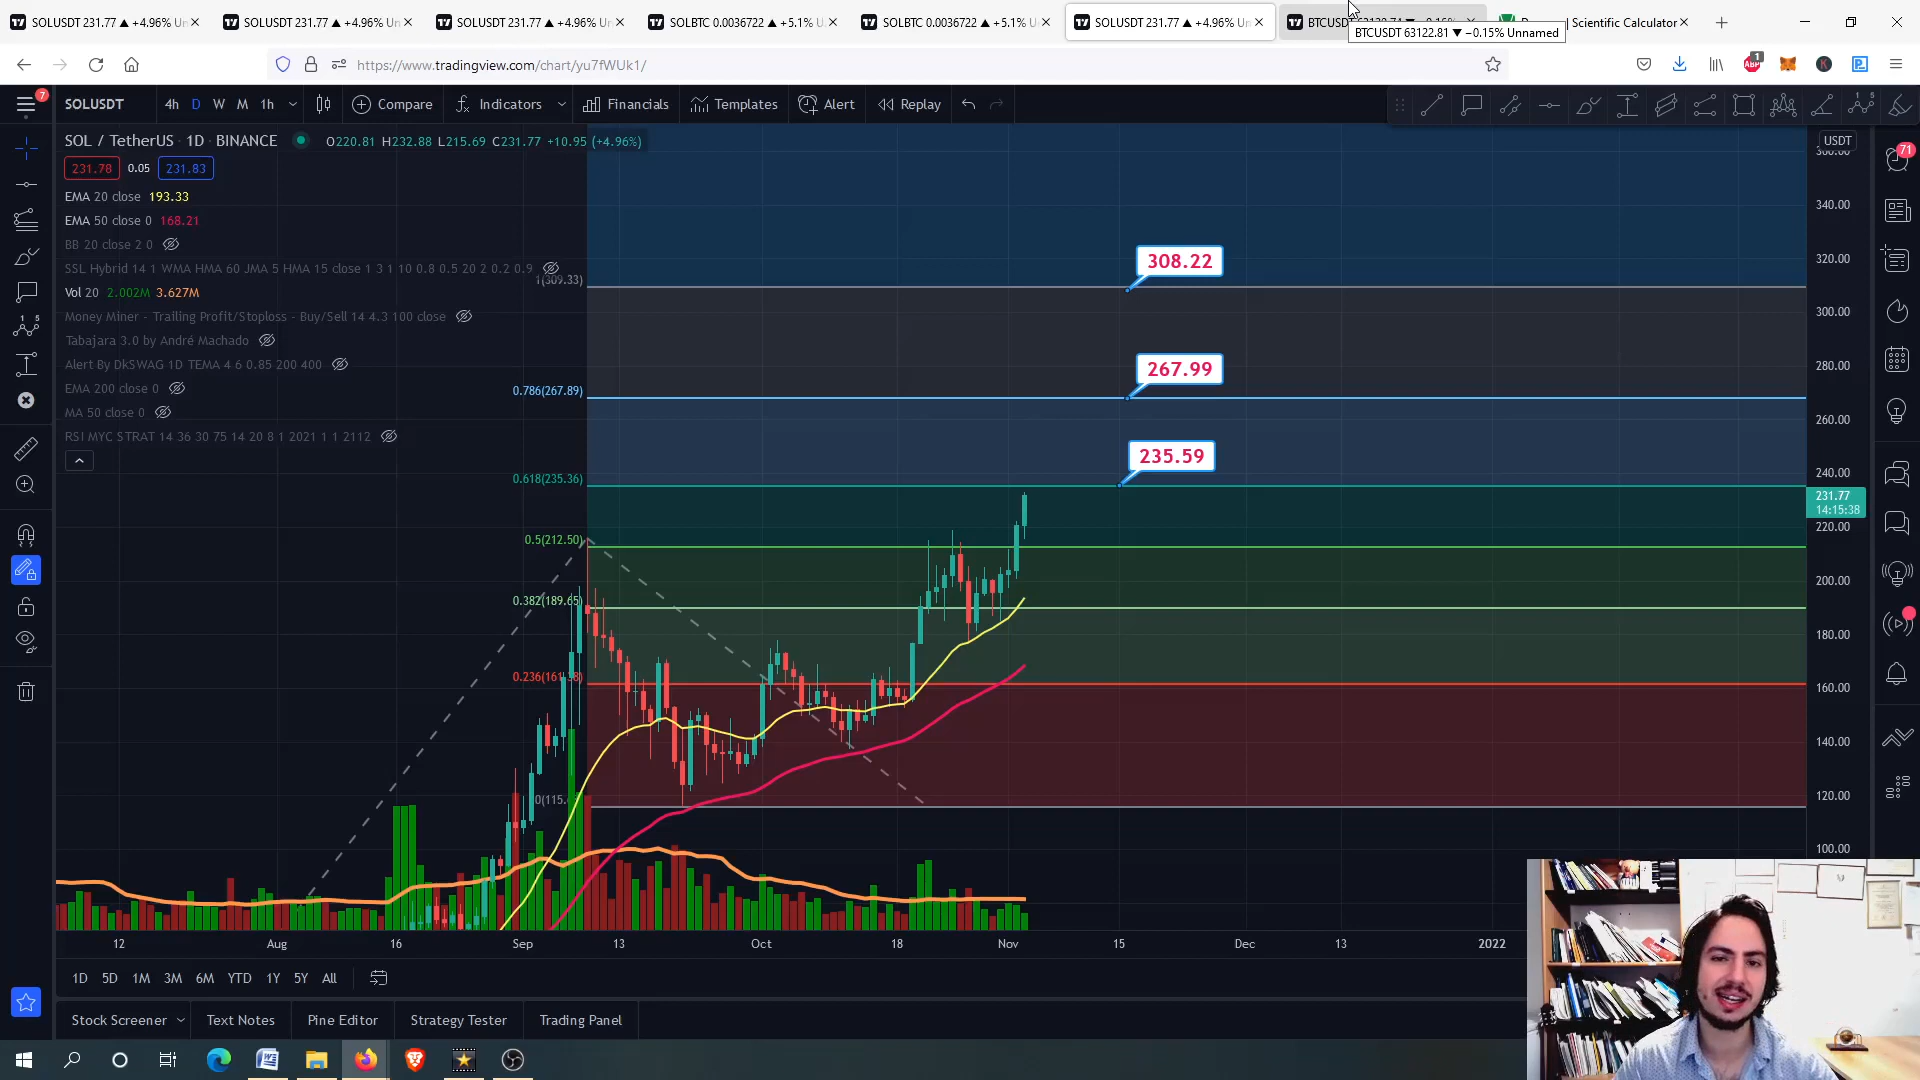 SOLUSDT 231.77 ▲ +4.96% Un
SOLUSDT 231.77 ▲ +4.96% Un
SOLUSDT 231.77 ▲ +4.96% Un
SOLBTC 0.0036722 ▲ +5.1% U
SOLBTC 0.0036722 ▲ +5.1% U
SOLUSDT 231.77 ▲ +4.96% Un
BTCUSDT
| Scientific Calculator
BTCUSDT 63122.81 ▼ −0.15% Unnamed
https://www.tradingview.com/chart/yu7fWUk1/
ABP
1
7
SOLUSDT
4h
D
W
M
1h
Compare
Indicators
Financials
Templates
Alert
Replay
SOL / TetherUS · 1D · BINANCE
O220.81 H232.88 L215.69 C231.77 +10.95 (+4.96%)
USDT
71
231.78 0.05 231.83
EMA 20 close 193.33
EMA 50 close 0 168.21
BB 20 close 2 0
SSL Hybrid 14 1 WMA HMA 60 JMA 5 HMA 15 close 1 3 1 10 0.8 0.5 20 2 0.2 0.9
Vol 20 2.002M 3.627M
Money Miner - Trailing Profit/Stoploss - Buy/Sell 14 4.3 100 close
Tabajara 3.0 by André Machado
Alert By DkSWAG 1D TEMA 4 6 0.85 200 400
EMA 200 close 0
MA 50 close 0
RSI MYC STRAT 14 36 30 75 14 20 8 1 2021 1 1 2112
1(309.33)
0.786(267.89)
0.618(235.36)
0.5(212.50)
0.382(189.65)
308.22
267.99
235.59
340.00
320.00
300.00
280.00
260.00
240.00
231.77
14:15:38
220.00
200.00
180.00
160.00
140.00
120.00
100.00
12
Aug
16
Sep
13
Oct
18
Nov
15
Dec
13
2022
1D 5D 1M 3M 6M YTD 1Y 5Y All
Stock Screener
Text Notes
Pine Editor
Strategy Tester
Trading Panel